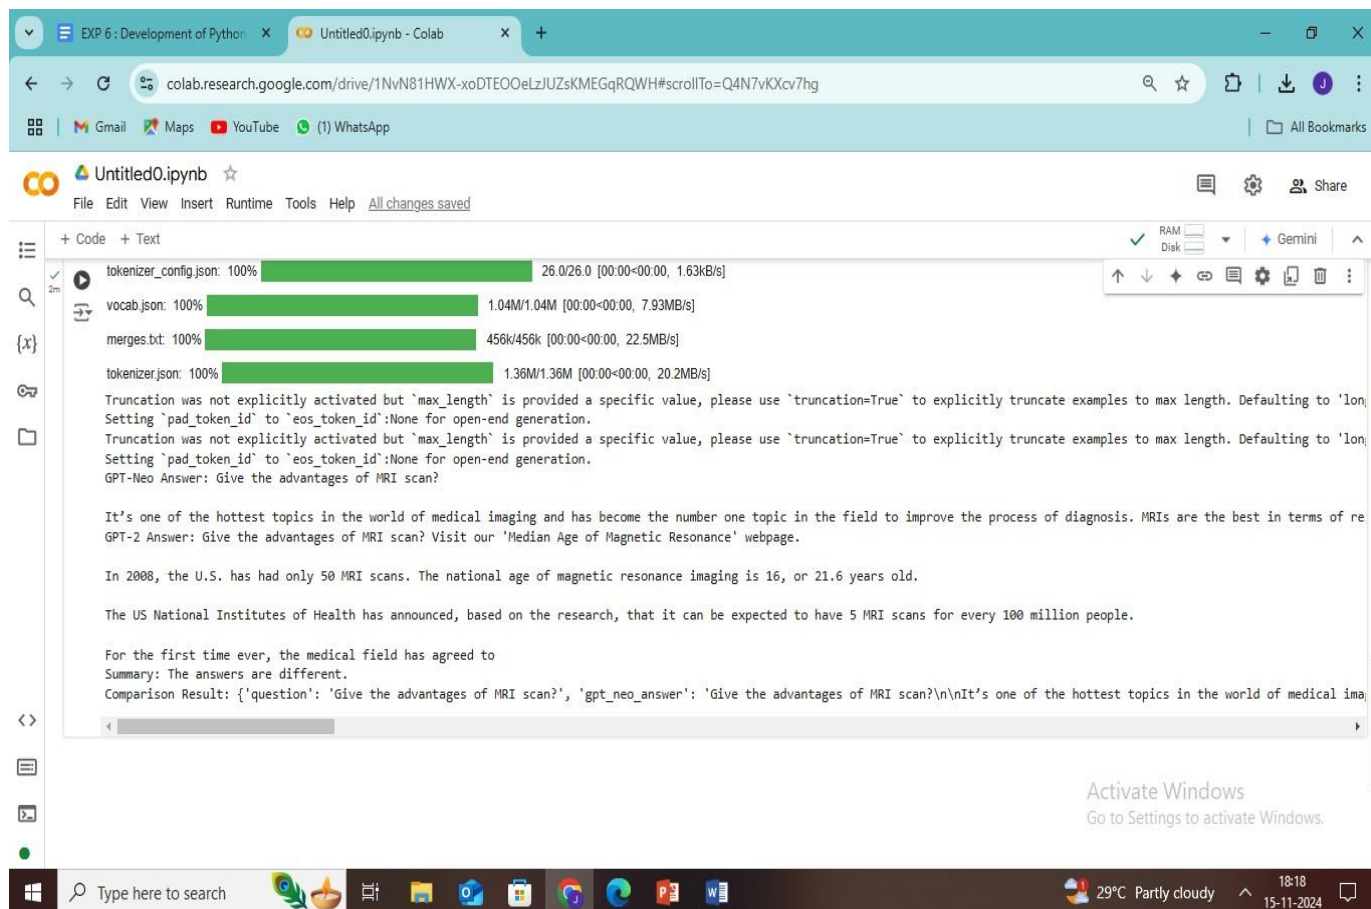 EXP 6 : Development of Python
Untitled0.ipynb - Colab
colab.research.google.com/drive/1NvN81HWX-xoDTEOOeLzJUZsKMEGqRQWH#scrollTo=Q4N7vKXcv7hg
J
Gmail Maps YouTube (1) WhatsApp
All Bookmarks
CO
Untitled0.ipynb
File Edit View Insert Runtime Tools Help All changes saved
Share
+ Code + Text
RAM
Disk
Gemini
2m
{x}
tokenizer_config.json: 100% 26.0/26.0 [00:00<00:00, 1.63kB/s]
vocab.json: 100% 1.04M/1.04M [00:00<00:00, 7.93MB/s]
merges.txt: 100% 456k/456k [00:00<00:00, 22.5MB/s]
tokenizer.json: 100% 1.36M/1.36M [00:00<00:00, 20.2MB/s]
Truncation was not explicitly activated but `max_length` is provided a specific value, please use `truncation=True` to explicitly truncate examples to max length. Defaulting to 'lon
Setting `pad_token_id` to `eos_token_id`:None for open-end generation.
Truncation was not explicitly activated but `max_length` is provided a specific value, please use `truncation=True` to explicitly truncate examples to max length. Defaulting to 'lon
Setting `pad_token_id` to `eos_token_id`:None for open-end generation.
GPT-Neo Answer: Give the advantages of MRI scan?
It’s one of the hottest topics in the world of medical imaging and has become the number one topic in the field to improve the process of diagnosis. MRIs are the best in terms of re
GPT-2 Answer: Give the advantages of MRI scan? Visit our 'Median Age of Magnetic Resonance' webpage.
In 2008, the U.S. has had only 50 MRI scans. The national age of magnetic resonance imaging is 16, or 21.6 years old.
The US National Institutes of Health has announced, based on the research, that it can be expected to have 5 MRI scans for every 100 million people.
For the first time ever, the medical field has agreed to
Summary: The answers are different.
Comparison Result: {'question': 'Give the advantages of MRI scan?', 'gpt_neo_answer': 'Give the advantages of MRI scan?\n\nIt’s one of the hottest topics in the world of medical ima
Activate Windows
Go to Settings to activate Windows.
Type here to search
29°C Partly cloudy
18:18
15-11-2024